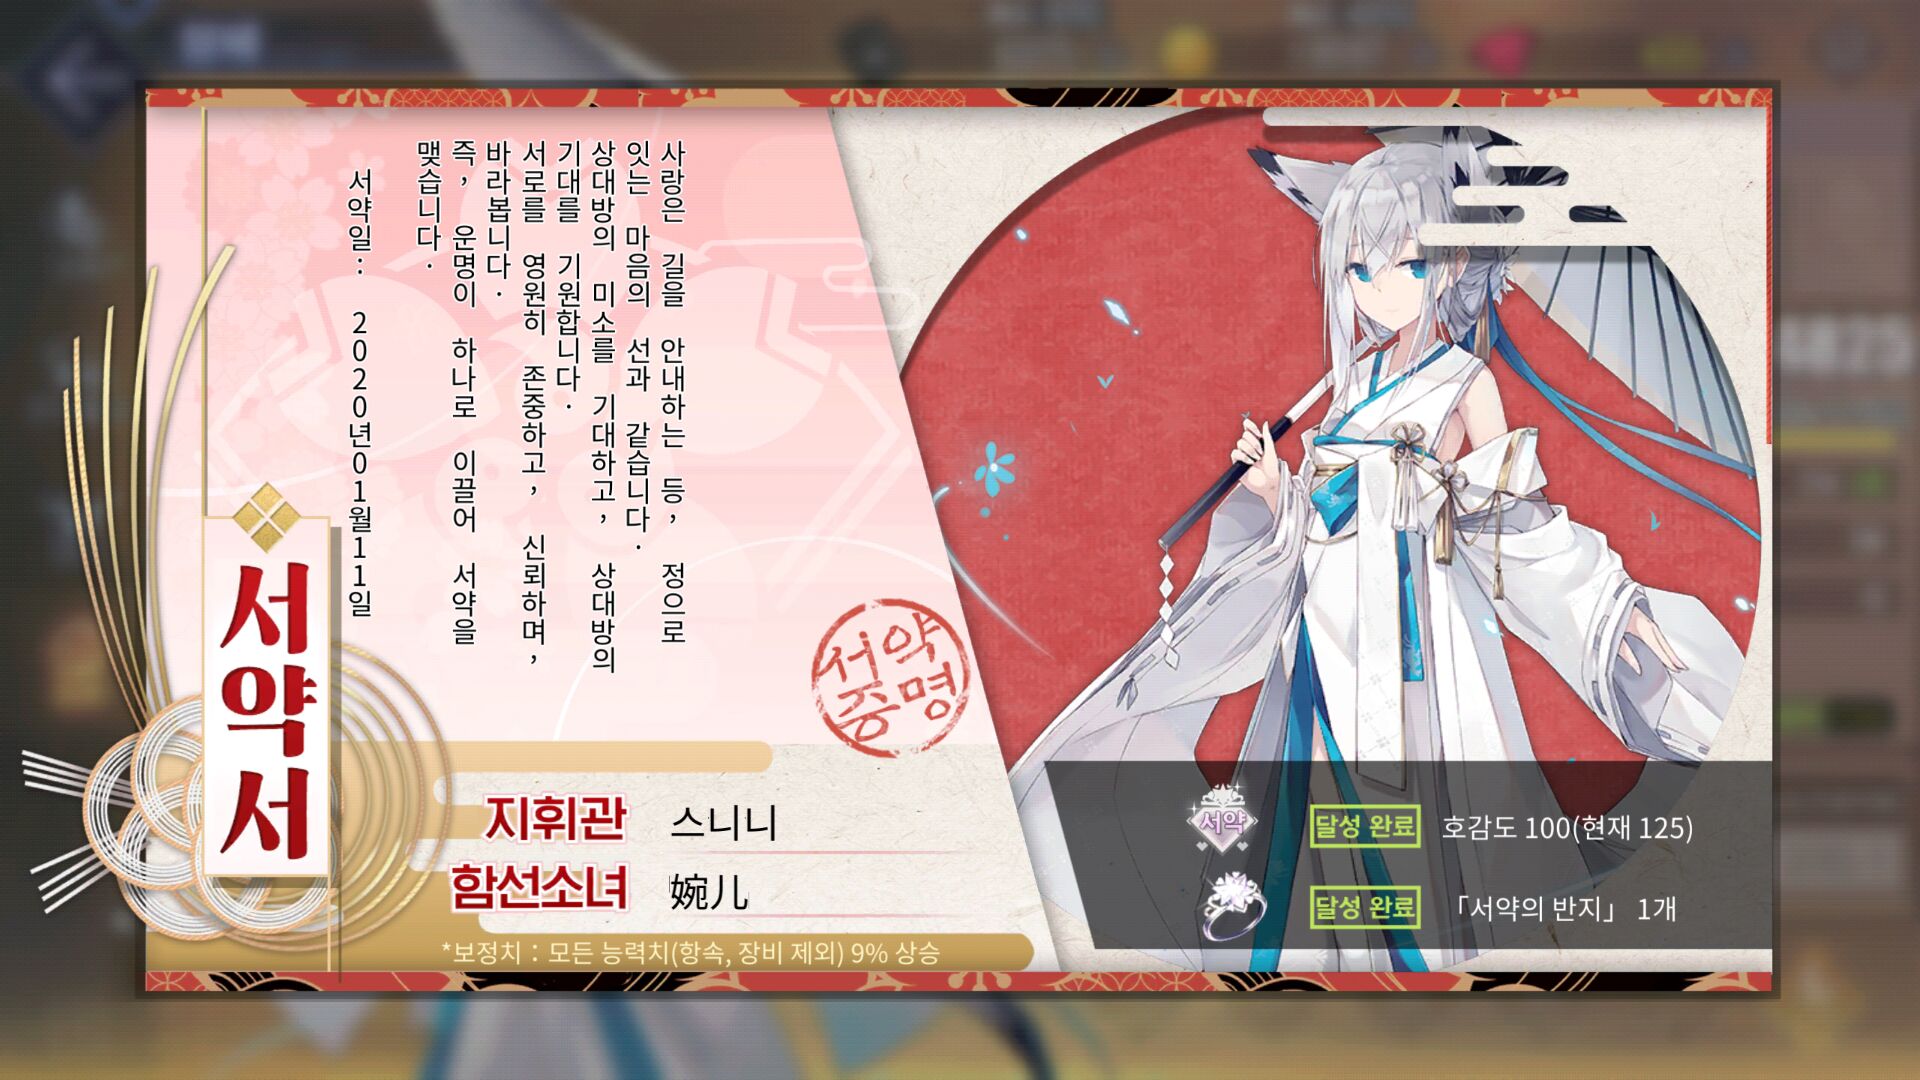 사랑은 길을 안내하는 등, 정으로
잇는 마음의 선과 같습니다.
상대방의 미소를 기대하고, 상대방의
기대를 기원합니다.
서로를 영원히 존중하고, 신뢰하며,
바라봅니다.
즉, 운명이 하나로 이끌어 서약을
맺습니다.
서약일: 2020년01월11일
서약서
서약
증명
지휘관 스니니
함선소녀 婉儿
*보정치 : 모든 능력치(항속, 장비 제외) 9% 상승
서약 달성 완료 호감도 100(현재 125)
달성 완료 「서약의 반지」 1개